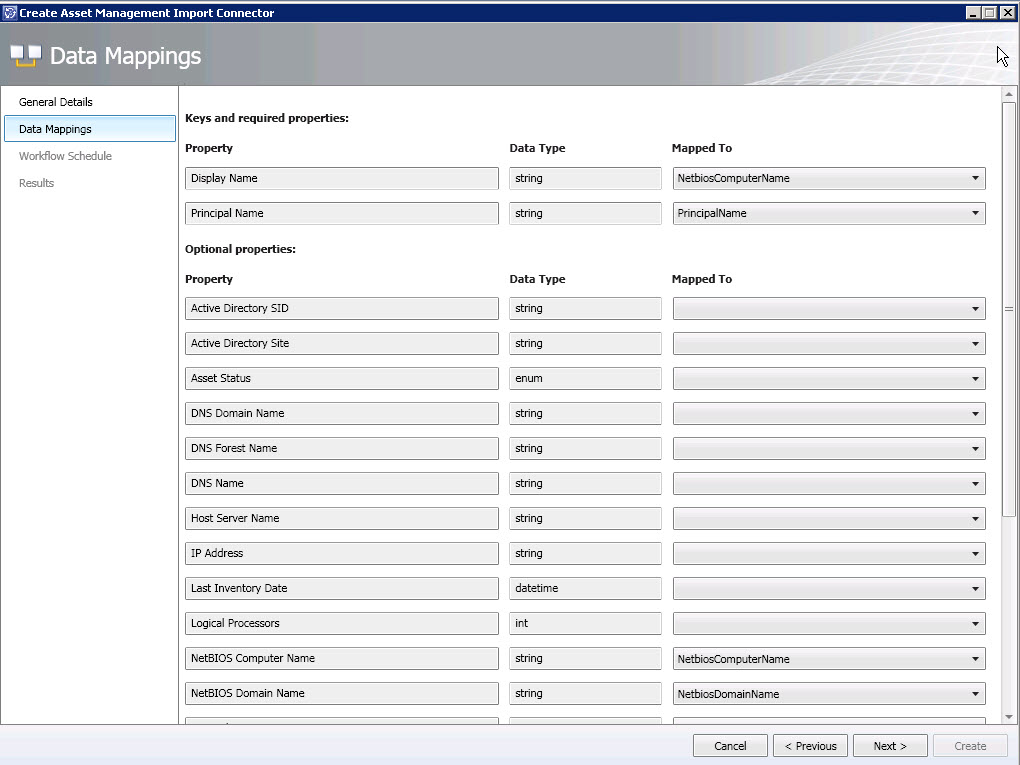 Create Asset Management Import Connector
Data Mappings
General Details
Data Mappings
Workflow Schedule
Results
Keys and required properties:
Property Data Type Mapped To
Display Name string NetbiosComputerName
Principal Name string PrincipalName
Optional properties:
Property Data Type Mapped To
Active Directory SID string
Active Directory Site string
Asset Status enum
DNS Domain Name string
DNS Forest Name string
DNS Name string
Host Server Name string
IP Address string
Last Inventory Date datetime
Logical Processors int
NetBIOS Computer Name string NetbiosComputerName
NetBIOS Domain Name string NetbiosDomainName
Cancel < Previous Next > Create